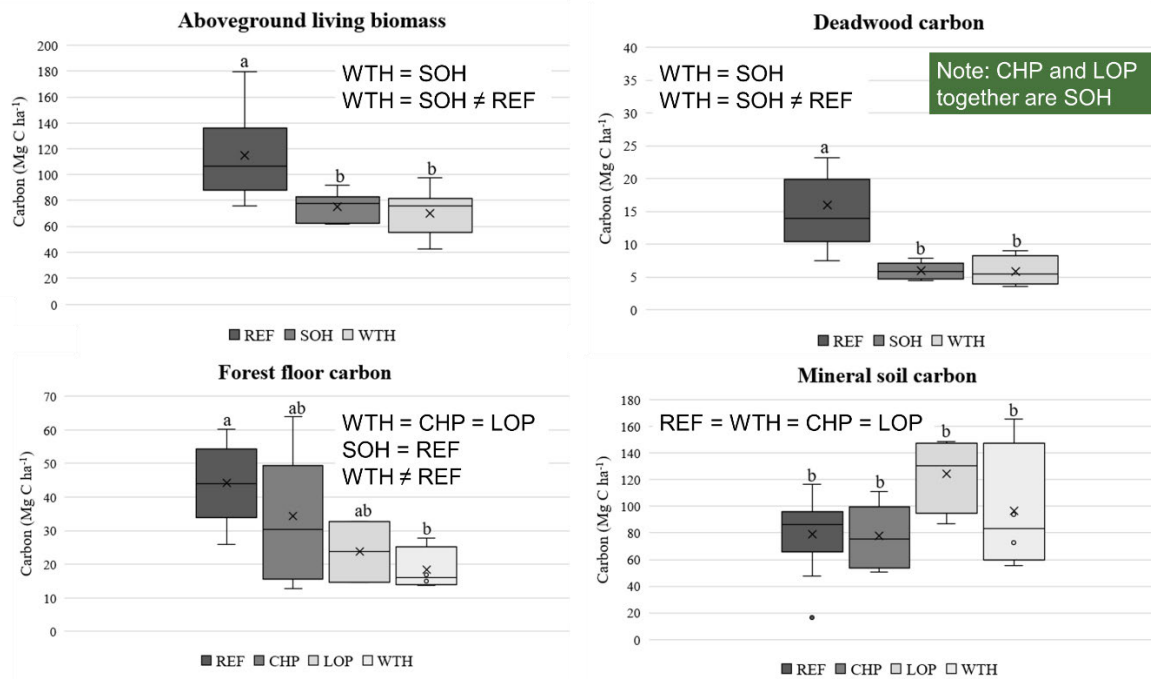 Aboveground living biomass
Carbon (Mg C ha⁻¹)
200
180
160
140
120
100
80
60
40
20
0
a
b
b
WTH = SOH
WTH = SOH ≠ REF
REF SOH WTH
Deadwood carbon
Carbon (Mg C ha⁻¹)
40
35
30
25
20
15
10
5
0
WTH = SOH
WTH = SOH ≠ REF
Note: CHP and LOP
together are SOH
a
b
b
REF SOH WTH
Forest floor carbon
Carbon (Mg C ha⁻¹)
70
60
50
40
30
20
10
0
a
ab
ab
b
WTH = CHP = LOP
SOH = REF
WTH ≠ REF
REF CHP LOP WTH
Mineral soil carbon
Carbon (Mg C ha⁻¹)
180
160
140
120
100
80
60
40
20
0
REF = WTH = CHP = LOP
b
b
b
b
REF CHP LOP WTH